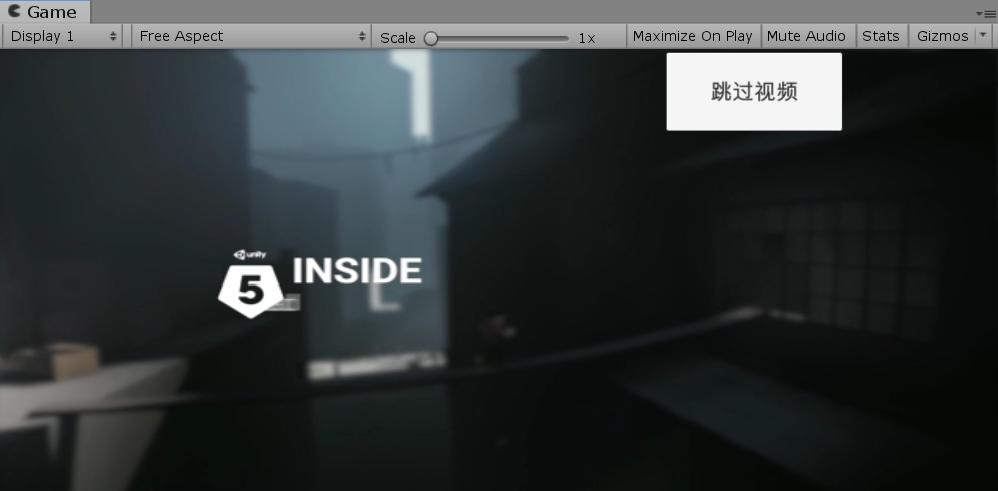 Game
Display 1
Free Aspect
Scale
1x
Maximize On Play
Mute Audio
Stats
Gizmos
跳过视频
unity
5
INSIDE